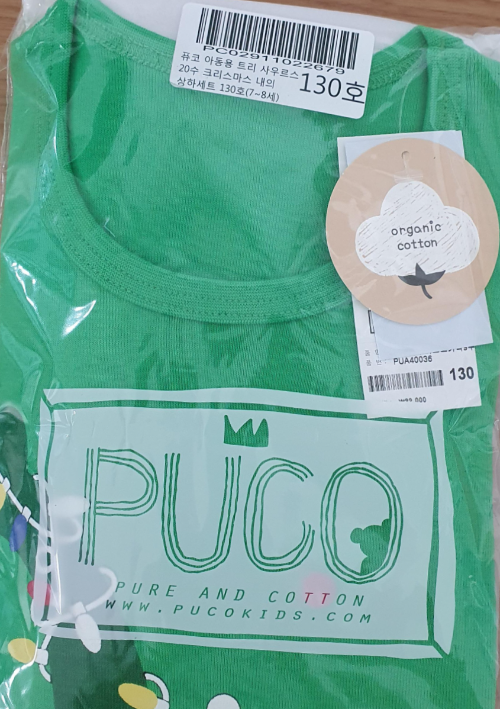 PC02911022679
퓨코 아동용 트리 사우르스
20수 크리스마스 내의
상하세트 130호(7~8세)
130호
organic
cotton
PUA40036
130
PUCO
PURE AND COTTON
WWW.PUCOKIDS.COM